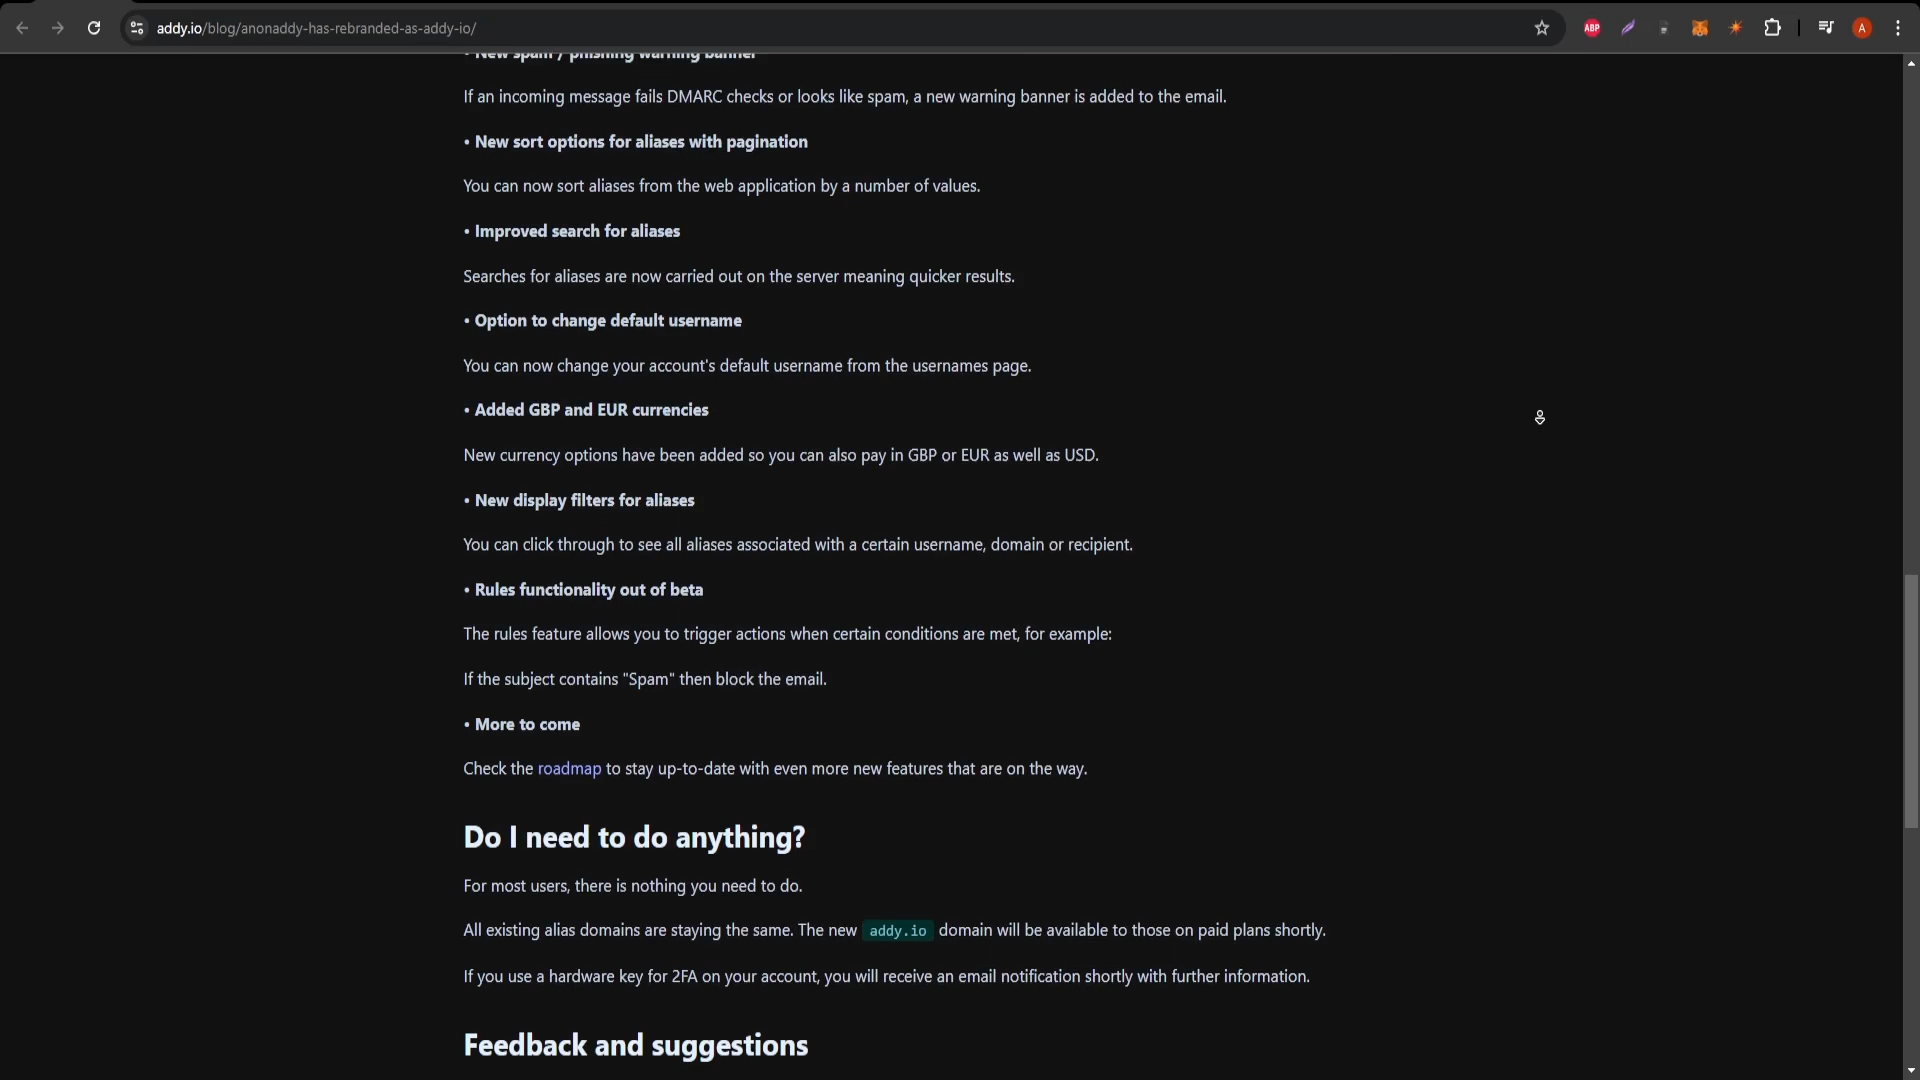 addy.io/blog/anonaddy-has-rebranded-as-addy-io/
ABP
A
• New spam / phishing warning banner
If an incoming message fails DMARC checks or looks like spam, a new warning banner is added to the email.
• New sort options for aliases with pagination
You can now sort aliases from the web application by a number of values.
• Improved search for aliases
Searches for aliases are now carried out on the server meaning quicker results.
• Option to change default username
You can now change your account's default username from the usernames page.
• Added GBP and EUR currencies
New currency options have been added so you can also pay in GBP or EUR as well as USD.
• New display filters for aliases
You can click through to see all aliases associated with a certain username, domain or recipient.
• Rules functionality out of beta
The rules feature allows you to trigger actions when certain conditions are met, for example:
If the subject contains "Spam" then block the email.
• More to come
Check the roadmap to stay up-to-date with even more new features that are on the way.
Do I need to do anything?
For most users, there is nothing you need to do.
All existing alias domains are staying the same. The new addy.io domain will be available to those on paid plans shortly.
If you use a hardware key for 2FA on your account, you will receive an email notification shortly with further information.
Feedback and suggestions